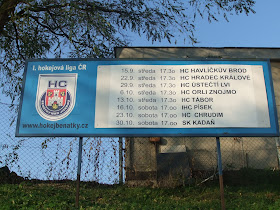 1. hokejová liga ČR
HC
www.hokejbenatky.cz
15.9. středa 17.30 HC HAVLÍČKŮV BROD
22.9. středa 17.30 HC HRADEC KRÁLOVÉ
29.9. středa 17.30 HC ÚSTEČTÍ LVI
6.10. středa 17.30 HC ORLI ZNOJMO
13.10. středa 17.30 HC TÁBOR
16.10. sobota 17.00 HC PÍSEK
23.10. sobota 17.00 HC CHRUDIM
30.10. sobota 17.00 SK KADAŇ